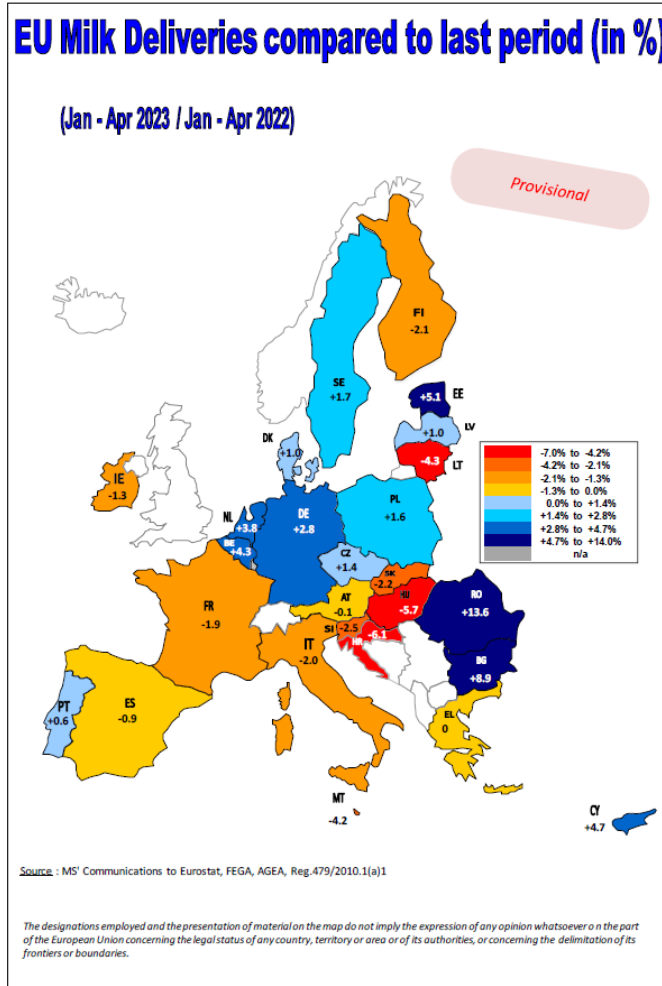 EU Milk Deliveries compared to last period (in %)
(Jan - Apr 2023 / Jan - Apr 2022)
Provisional
FI
-2.1
SE
+1.7
+5.1
EE
LV
+1.0
DK
+1.0
-4.3
LT
-7.0% to -4.2%
-4.2% to -2.1%
-2.1% to -1.3%
-1.3% to 0.0%
0.0% to +1.4%
+1.4% to +2.8%
+2.8% to +4.7%
+4.7% to +14.0%
n/a
IE
-1.3
NL
+3.8
DE
+2.8
PL
+1.6
BE
+4.3
CZ
+1.4
SK
-2.2
AT
-0.1
HU
-5.7
RO
+13.6
FR
-1.9
SI
-2.5
HR
-6.1
IT
-2.0
BG
+8.9
PT
+0.6
ES
-0.9
EL
0
MT
-4.2
CY
+4.7
Source : MS' Communications to Eurostat, FEGA, AGEA, Reg.479/2010.1(a)1
The designations employed and the presentation of material on the map do not imply the expression of any opinion whatsoever o n the part
of the European Union concerning the legal status of any country, territory or area or of its authorities, or concerning the delimitation of its
frontiers or boundaries.